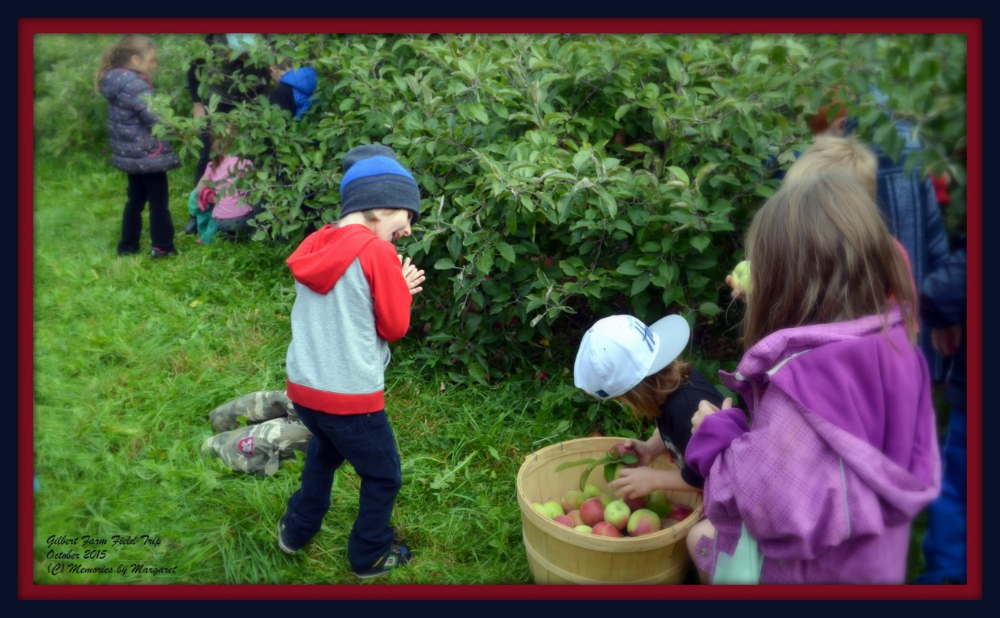 Gilbert Farm Field Trip
October 2015
(C) Memories by Margaret